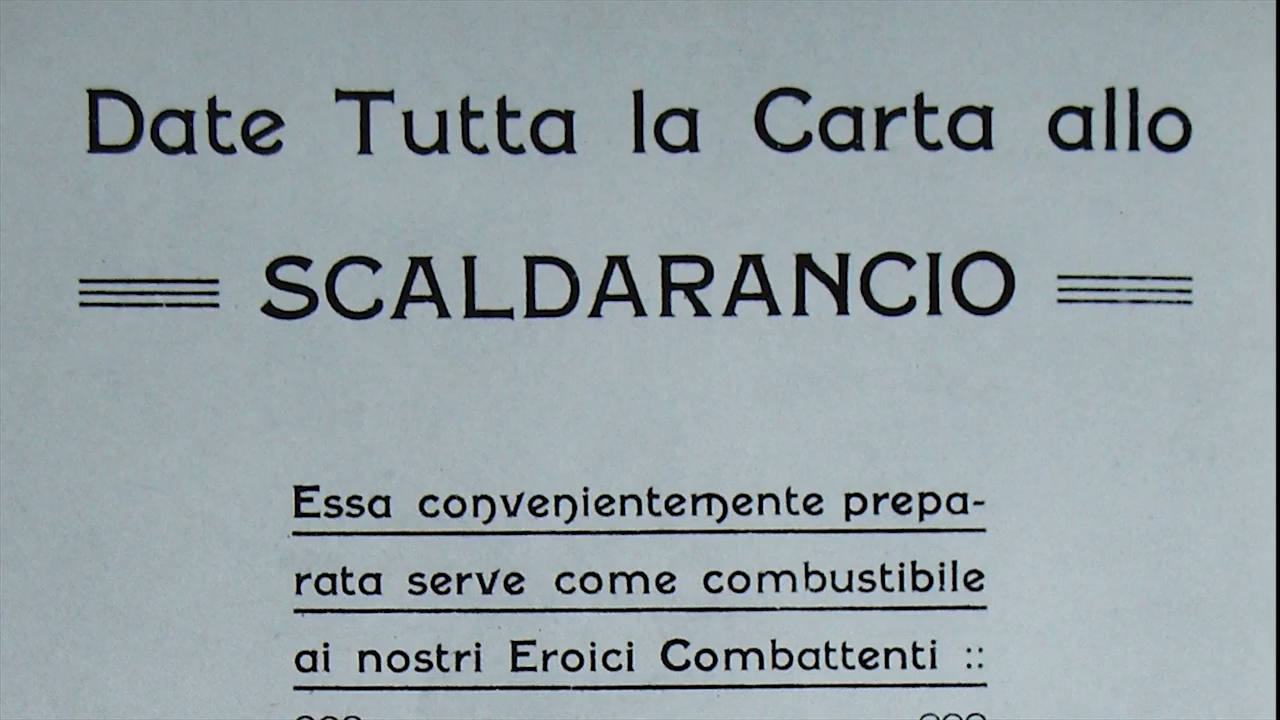 Date Tutta la Carta allo
SCALDARANCIO
Essa convenientemente prepa-
rata serve come combustibile
ai nostri Eroici Combattenti ::